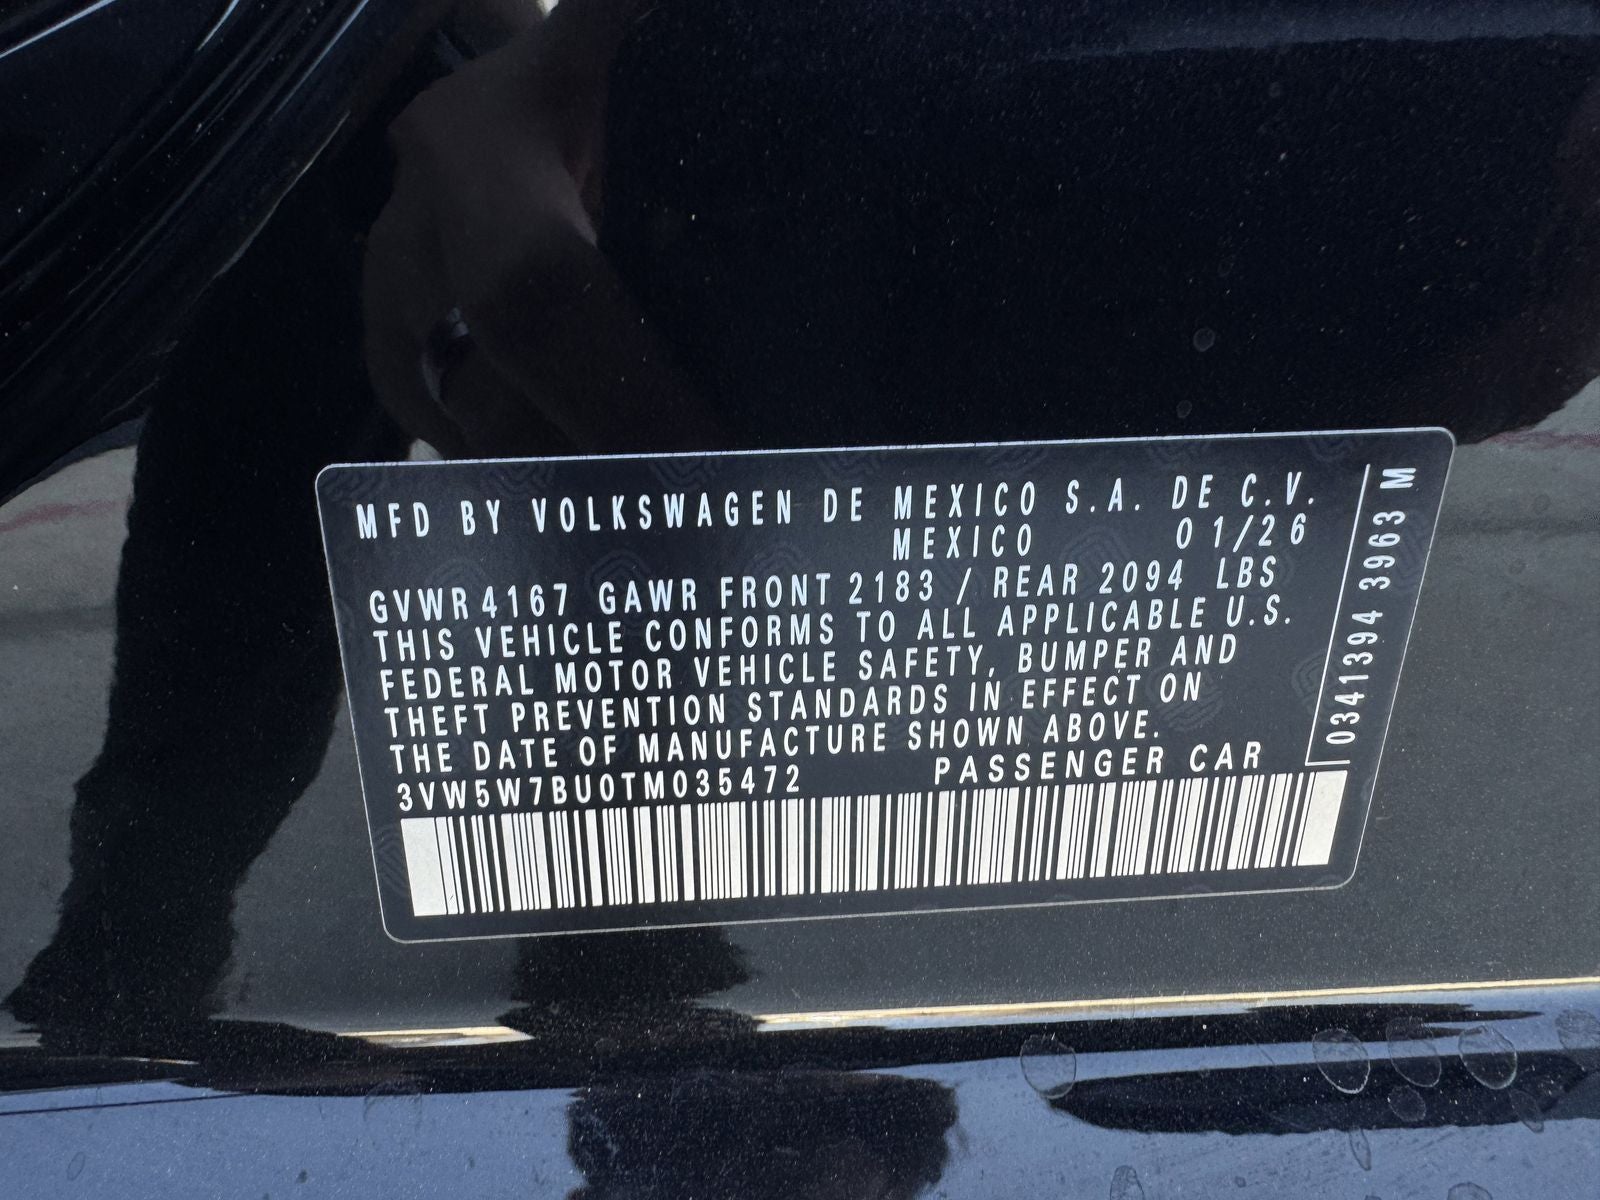 MFD BY VOLKSWAGEN DE MEXICO S.A. DE C.V.
MEXICO 01/26
GVWR 4167 GAWR FRONT 2183 / REAR 2094 LBS
THIS VEHICLE CONFORMS TO ALL APPLICABLE U.S.
FEDERAL MOTOR VEHICLE SAFETY, BUMPER AND
THEFT PREVENTION STANDARDS IN EFFECT ON
THE DATE OF MANUFACTURE SHOWN ABOVE.
3VW5W7BU0TM035472 PASSENGER CAR
0341394 3963 M